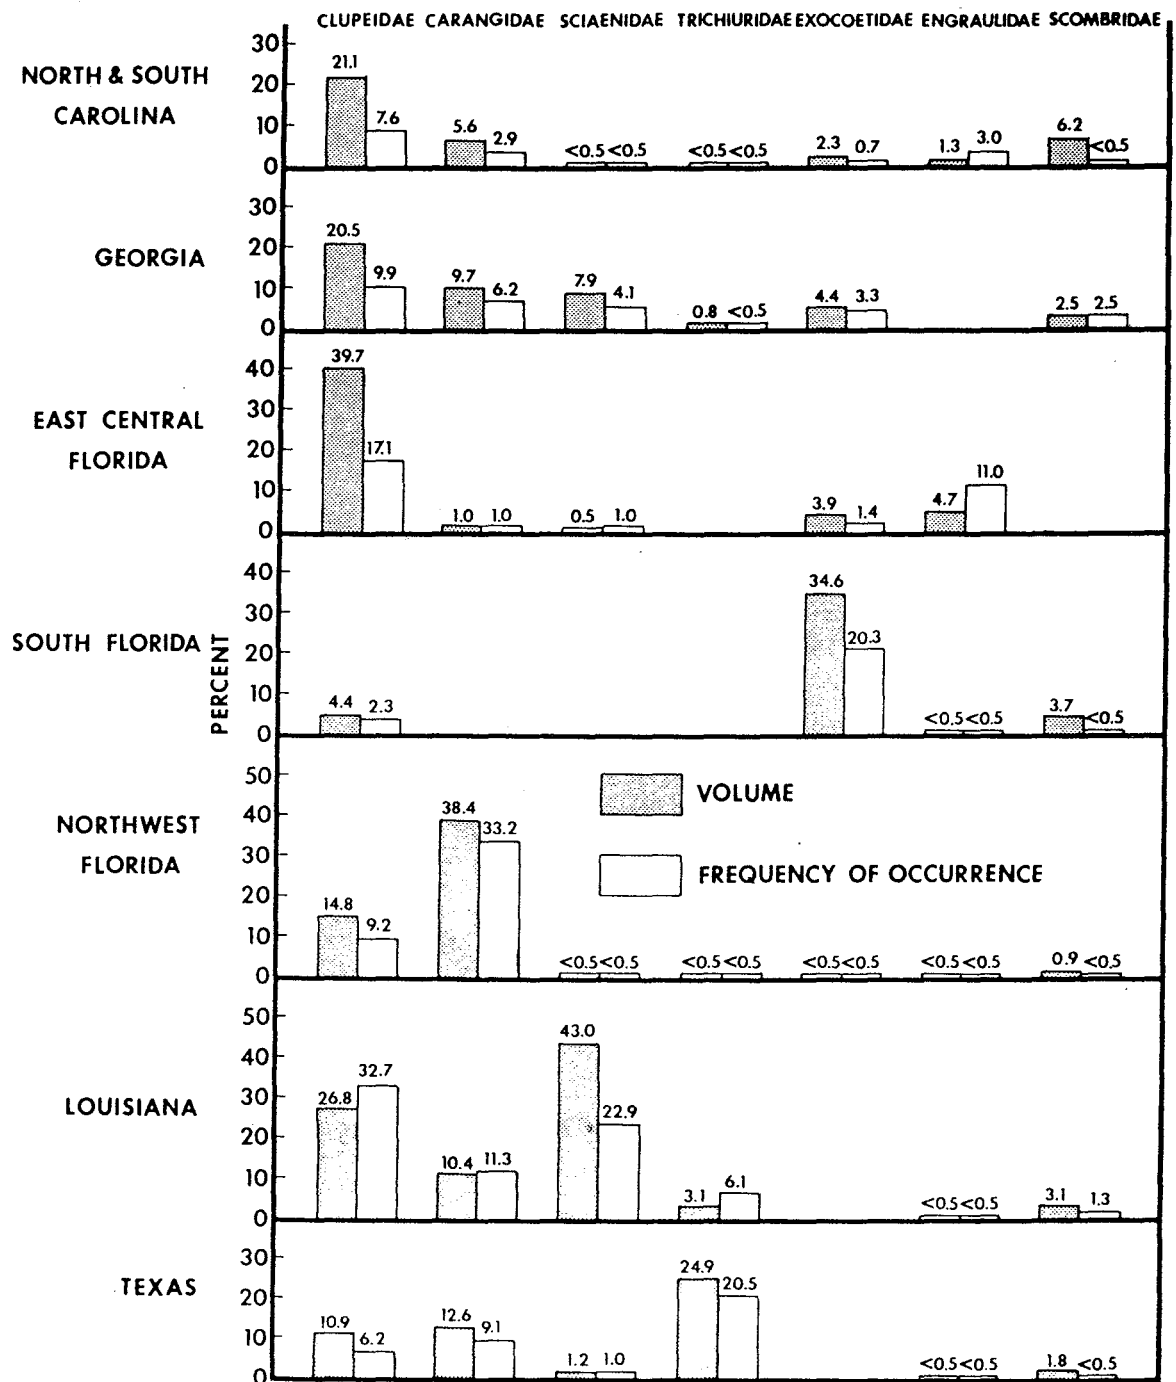 CLUPEIDAE CARANGIDAE SCIAENIDAE TRICHIURIDAE EXOCOETIDAE ENGRAULIDAE SCOMBRIDAE
NORTH & SOUTH
CAROLINA
30
20
10
0
21.1 7.6 5.6 2.9 <0.5 <0.5 <0.5 <0.5 2.3 0.7 1.3 3.0 6.2 <0.5
GEORGIA
30
20
10
0
20.5 9.9 9.7 6.2 7.9 4.1 0.8 <0.5 4.4 3.3 2.5 2.5
EAST CENTRAL
FLORIDA
40
30
20
10
0
39.7 17.1 1.0 1.0 0.5 1.0 3.9 1.4 4.7 11.0
SOUTH FLORIDA
PERCENT
40
30
20
10
0
4.4 2.3 34.6 20.3 <0.5 <0.5 3.7 <0.5
NORTHWEST
FLORIDA
50
40
30
20
10
0
VOLUME
FREQUENCY OF OCCURRENCE
14.8 9.2 38.4 33.2 <0.5 <0.5 <0.5 <0.5 <0.5 <0.5 <0.5 <0.5 0.9 <0.5
LOUISIANA
50
40
30
20
10
0
26.8 32.7 10.4 11.3 43.0 22.9 3.1 6.1 <0.5 <0.5 3.1 1.3
TEXAS
30
20
10
0
10.9 6.2 12.6 9.1 1.2 1.0 24.9 20.5 <0.5 <0.5 1.8 <0.5